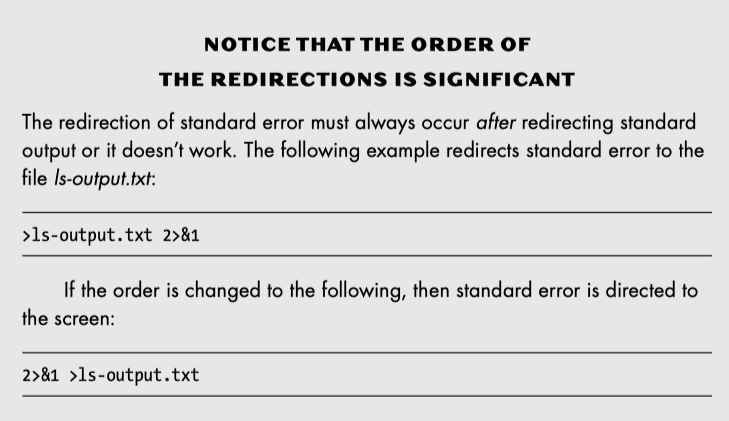 NOTICE THAT THE ORDER OF
THE REDIRECTIONS IS SIGNIFICANT
The redirection of standard error must always occur after redirecting standard
output or it doesn’t work. The following example redirects standard error to the
file ls-output.txt:
>ls-output.txt 2>&1
If the order is changed to the following, then standard error is directed to
the screen:
2>&1 >ls-output.txt